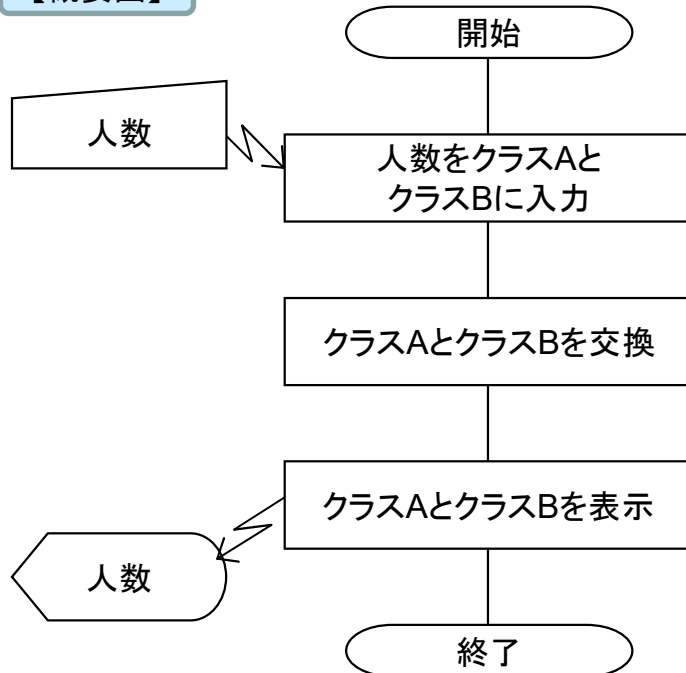 【概要図】
開始
人数
人数をクラスAと
クラスBに入力
クラスAとクラスBを交換
クラスAとクラスBを表示
人数
終了